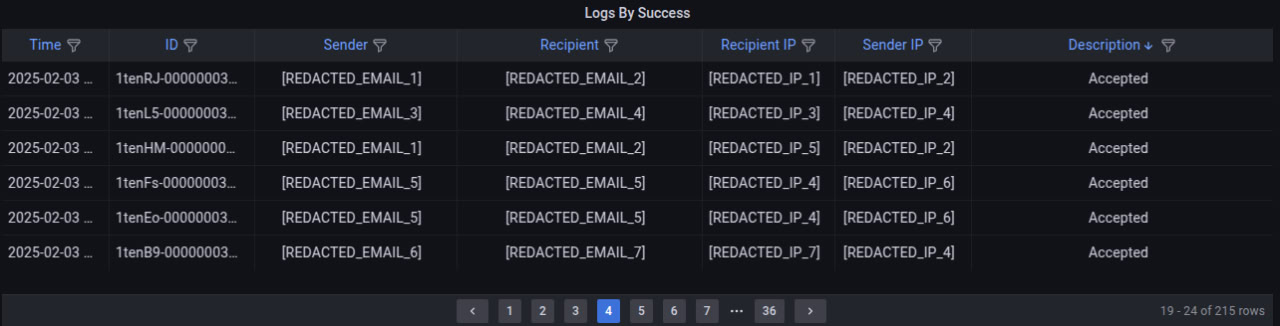 Logs By Success
Time ID Sender Recipient Recipient IP Sender IP Description
2025-02-03 ... 1tenRJ-00000003... [REDACTED_EMAIL_1] [REDACTED_EMAIL_2] [REDACTED_IP_1] [REDACTED_IP_2] Accepted
2025-02-03 ... 1tenL5-00000003... [REDACTED_EMAIL_3] [REDACTED_EMAIL_4] [REDACTED_IP_3] [REDACTED_IP_4] Accepted
2025-02-03 ... 1tenHM-0000000... [REDACTED_EMAIL_1] [REDACTED_EMAIL_2] [REDACTED_IP_5] [REDACTED_IP_2] Accepted
2025-02-03 ... 1tenFs-00000003... [REDACTED_EMAIL_5] [REDACTED_EMAIL_5] [REDACTED_IP_4] [REDACTED_IP_6] Accepted
2025-02-03 ... 1tenEo-00000003... [REDACTED_EMAIL_5] [REDACTED_EMAIL_5] [REDACTED_IP_4] [REDACTED_IP_6] Accepted
2025-02-03 ... 1tenB9-00000003... [REDACTED_EMAIL_6] [REDACTED_EMAIL_7] [REDACTED_IP_7] [REDACTED_IP_4] Accepted
1 2 3 4 5 6 7 ... 36 19 - 24 of 215 rows